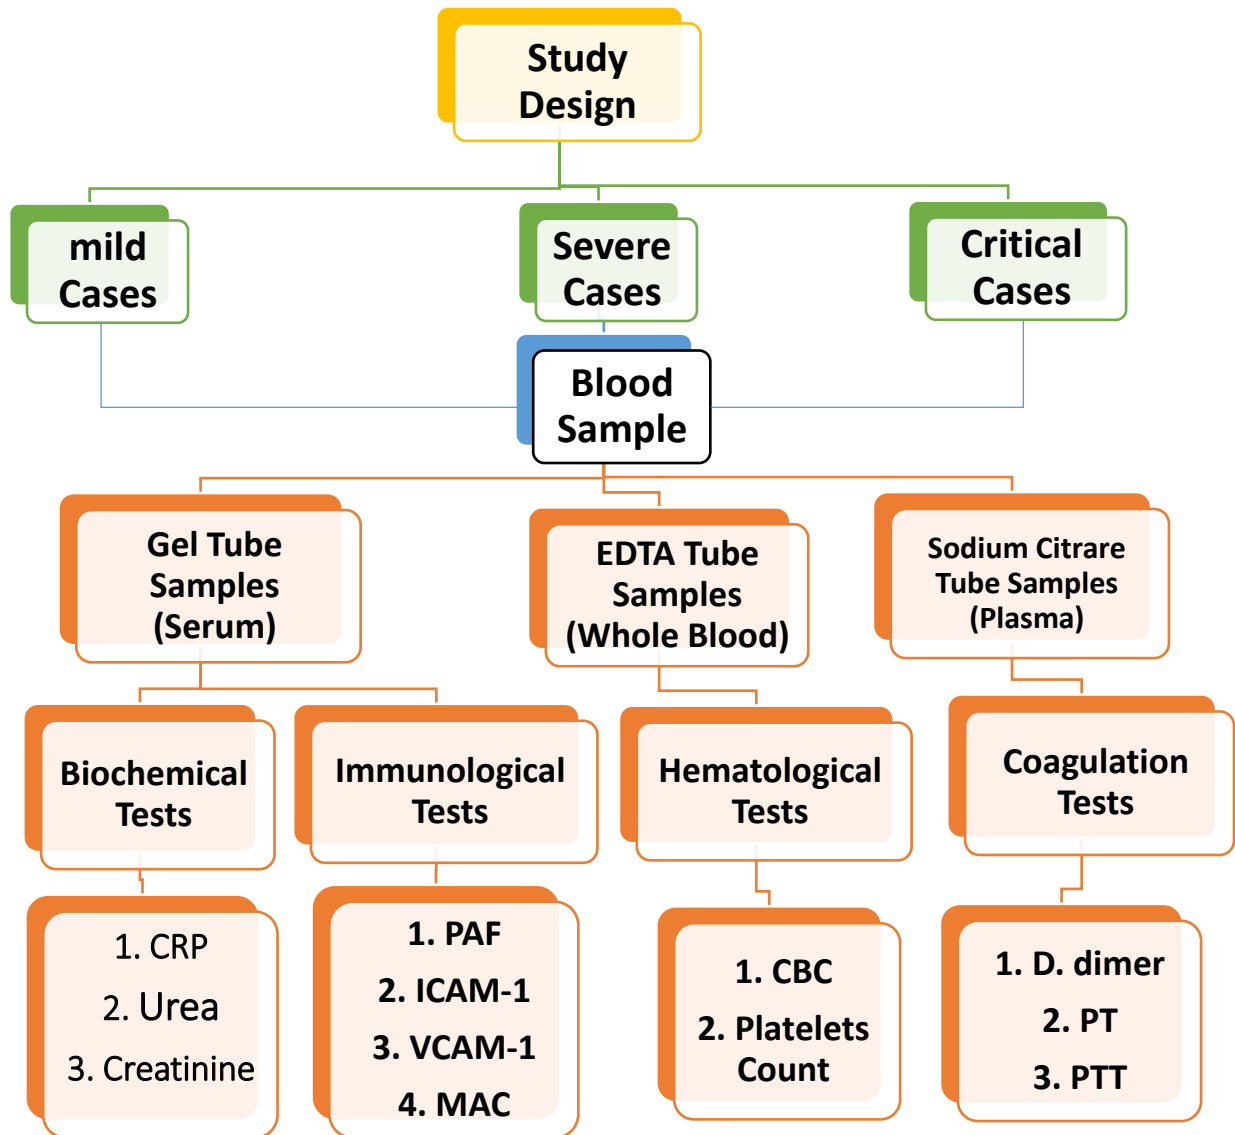 Study
Design
mild
Cases
Severe
Cases
Critical
Cases
Blood
Sample
Gel Tube
Samples
(Serum)
EDTA Tube
Samples
(Whole Blood)
Sodium Citrare
Tube Samples
(Plasma)
Biochemical
Tests
Immunological
Tests
Hematological
Tests
Coagulation
Tests
1. CRP
2. Urea
3. Creatinine
1. PAF
2. ICAM-1
3. VCAM-1
4. MAC
1. CBC
2. Platelets
Count
1. D. dimer
2. PT
3. PTT